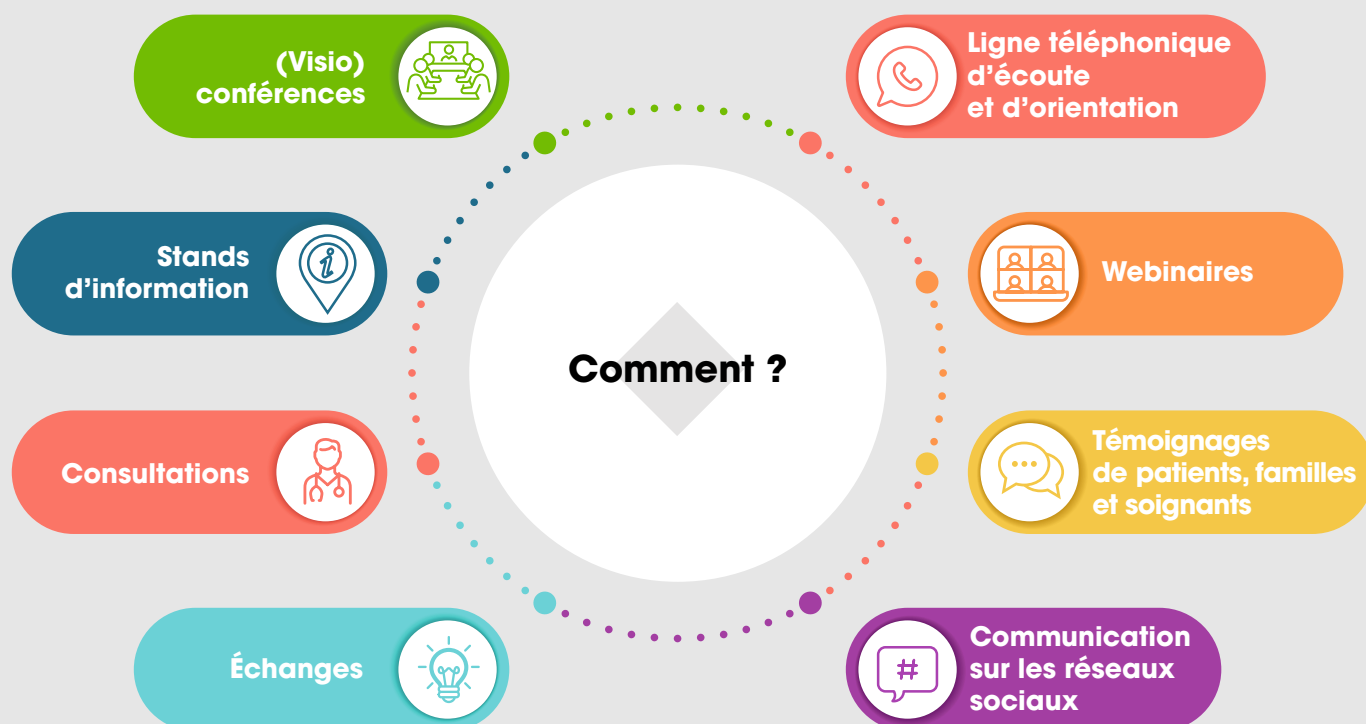 (Visio)
conférences
Ligne téléphonique
d'écoute
et d'orientation
Stands
d'information
Webinaires
Comment ?
Consultations
Témoignages
de patients, familles
et soignants
Échanges
Communication
sur les réseaux
sociaux
#